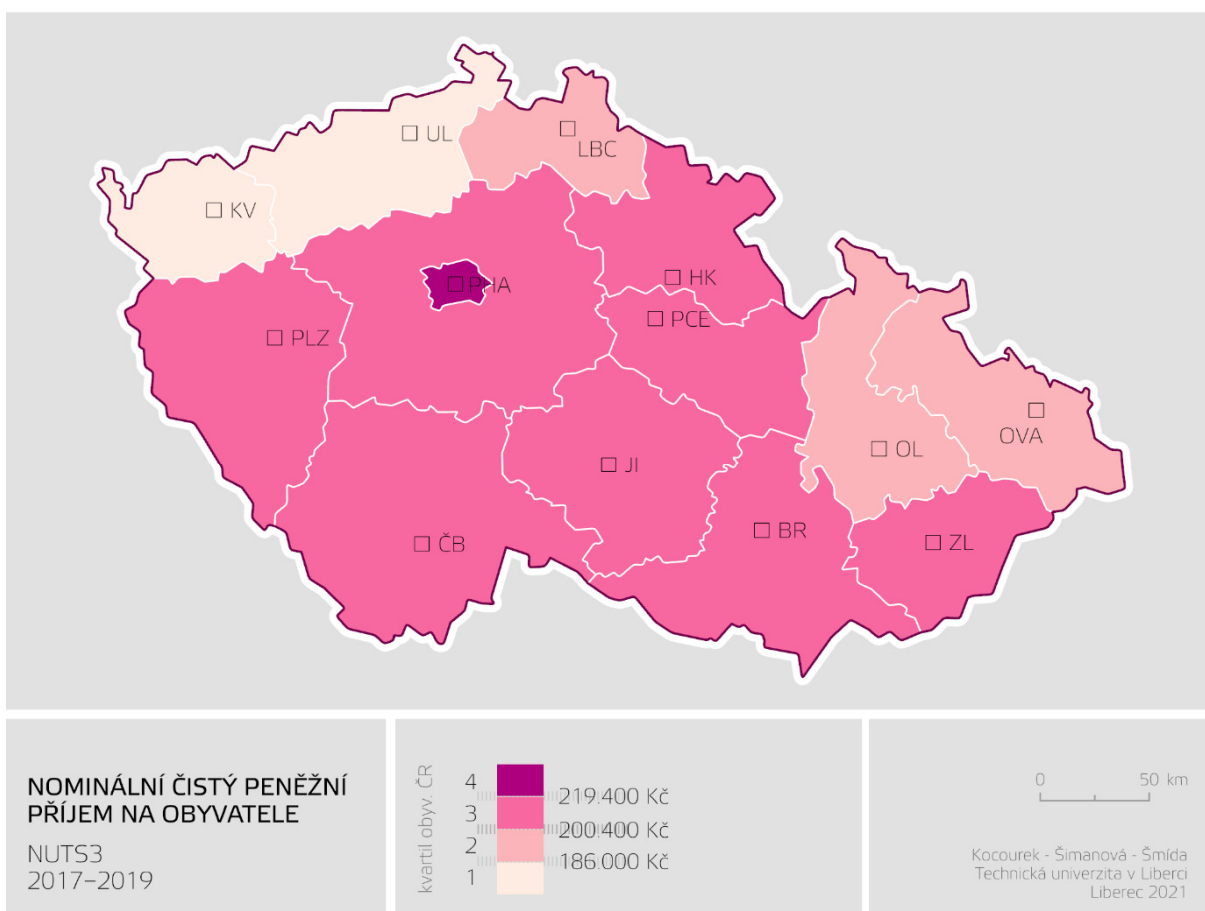 UL
LBC
KV
PHA
HK
PCE
PLZ
OVA
OL
JI
BR
ČB
ZL
NOMINÁLNÍ ČISTÝ PENĚŽNÍ
PŘÍJEM NA OBYVATELE
NUTS3
2017–2019
kvartil obyv. ČR
4
219.400 Kč
3
200.400 Kč
2
186.000 Kč
1
0 50 km
Kocourek - Šimanová - Šmída
Technická univerzita v Liberci
Liberec 2021